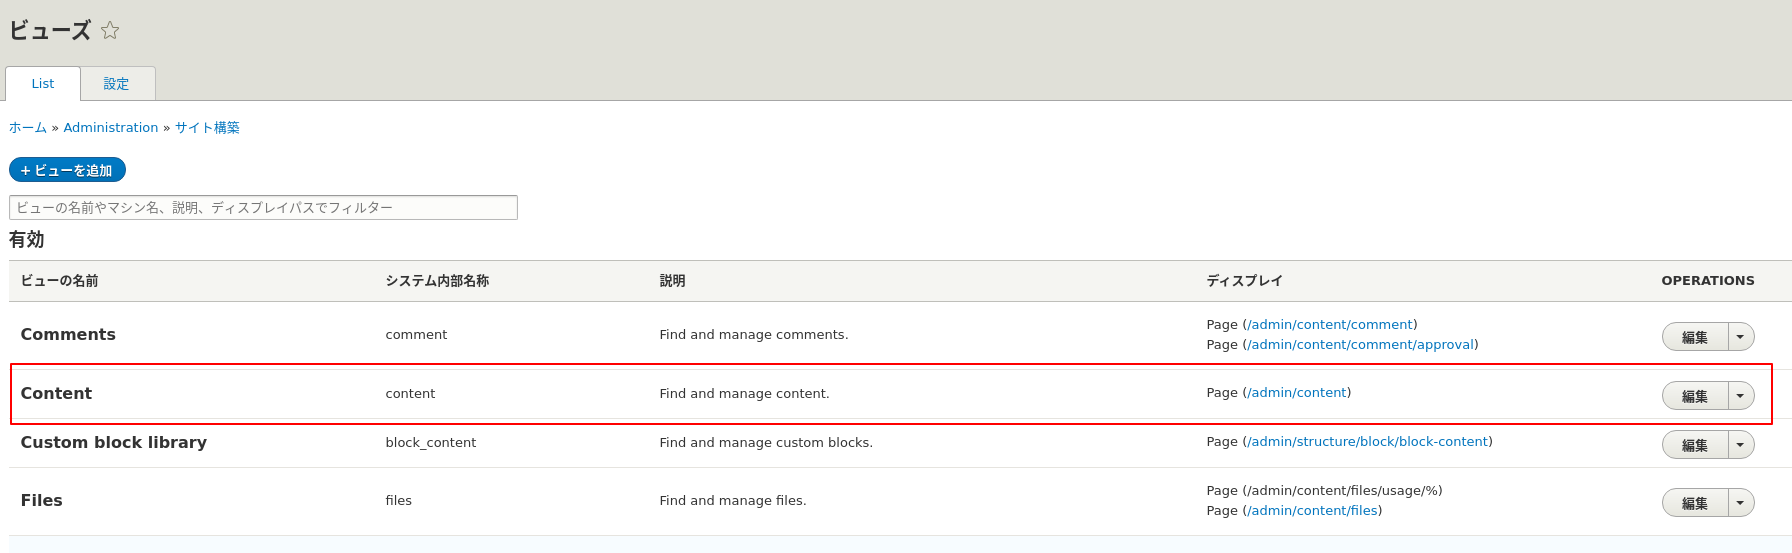 ビューズ
List 設定
ホーム » Administration » サイト構築
+ ビューを追加
ビューの名前やマシン名、説明、ディスプレイパスでフィルター
有効
ビューの名前 システム内部名称 説明 ディスプレイ OPERATIONS
Comments comment Find and manage comments. Page (/admin/content/comment) 編集
Page (/admin/content/comment/approval)
Content content Find and manage content. Page (/admin/content) 編集
Custom block library block_content Find and manage custom blocks. Page (/admin/structure/block/block-content) 編集
Files files Find and manage files. Page (/admin/content/files/usage/%) 編集
Page (/admin/content/files)